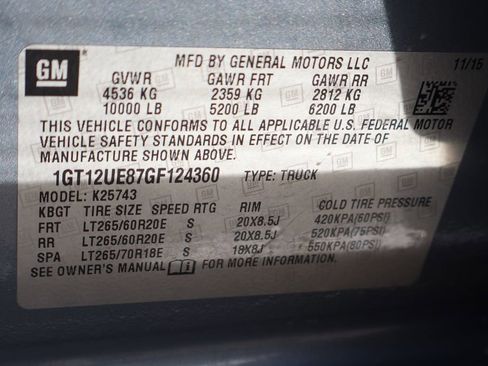 GM MFD BY GENERAL MOTORS LLC 11/15
GVWR GAWR FRT GAWR RR
4536 KG 2359 KG 2812 KG
10000 LB 5200 LB 6200 LB
THIS VEHICLE CONFORMS TO ALL APPLICABLE U.S. FEDERAL MOTOR
VEHICLE SAFETY STANDARDS IN EFFECT ON THE DATE OF
MANUFACTURE SHOWN ABOVE.
1GT12UE87GF124360 TYPE: TRUCK
MODEL: K25743
KBGT TIRE SIZE SPEED RTG RIM COLD TIRE PRESSURE
FRT LT265/60R20E S 20X8.5J 420KPA(60PSI)
RR LT265/60R20E S 20X8.5J 520KPA(75PSI)
SPA LT265/70R18E S 18X8J 550KPA(80PSI)
SEE OWNER'S MANUAL i FOR MORE INFORMATION.